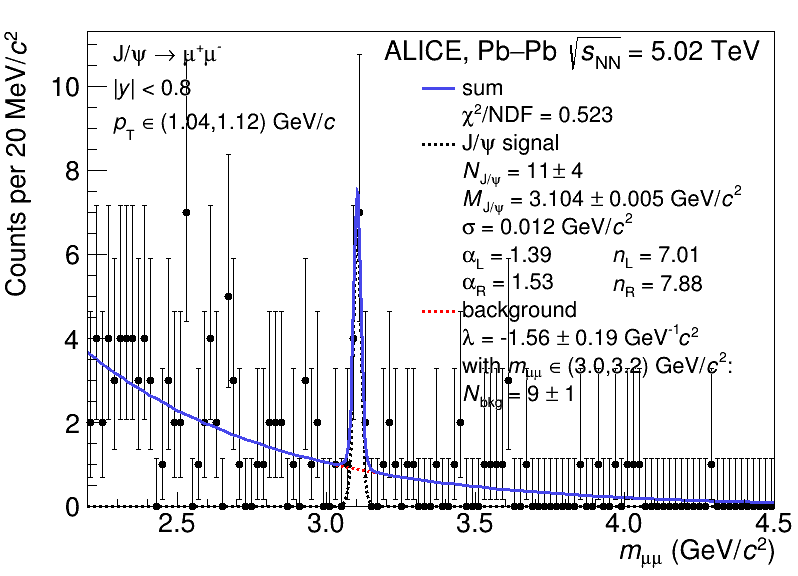 J/ψ → μ⁺μ⁻
|y| < 0.8
p_T ∈ (1.04,1.12) GeV/c
ALICE, Pb–Pb √s_NN = 5.02 TeV
sum
χ²/NDF = 0.523
J/ψ signal
N_J/ψ = 11 ± 4
M_J/ψ = 3.104 ± 0.005 GeV/c²
σ = 0.012 GeV/c²
α_L = 1.39 n_L = 7.01
α_R = 1.53 n_R = 7.88
background
λ = -1.56 ± 0.19 GeV⁻¹c²
with m_μμ ∈ (3.0,3.2) GeV/c²:
N_bkg = 9 ± 1
Counts per 20 MeV/c²
10
8
6
4
2
0
2.5 3.0 3.5 4.0 4.5
m_μμ (GeV/c²)